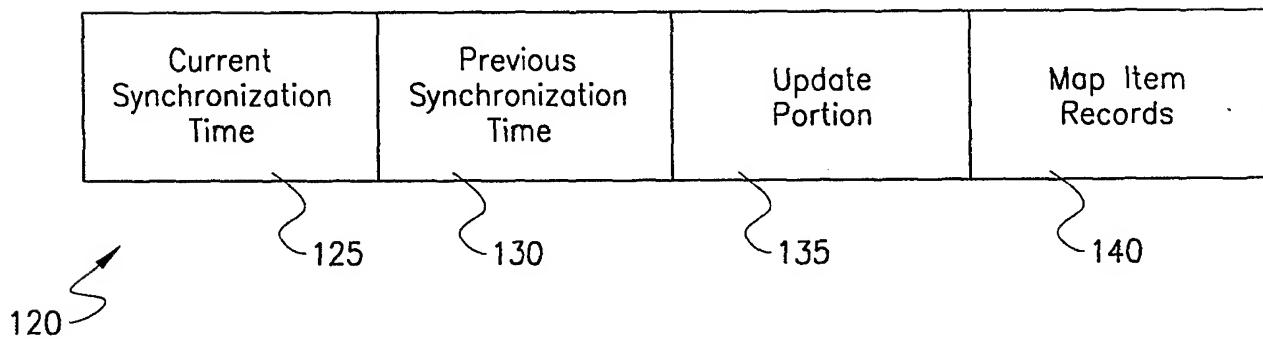 Current
Synchronization
Time
Previous
Synchronization
Time
Update
Portion
Map Item
Records
125
130
135
140
120